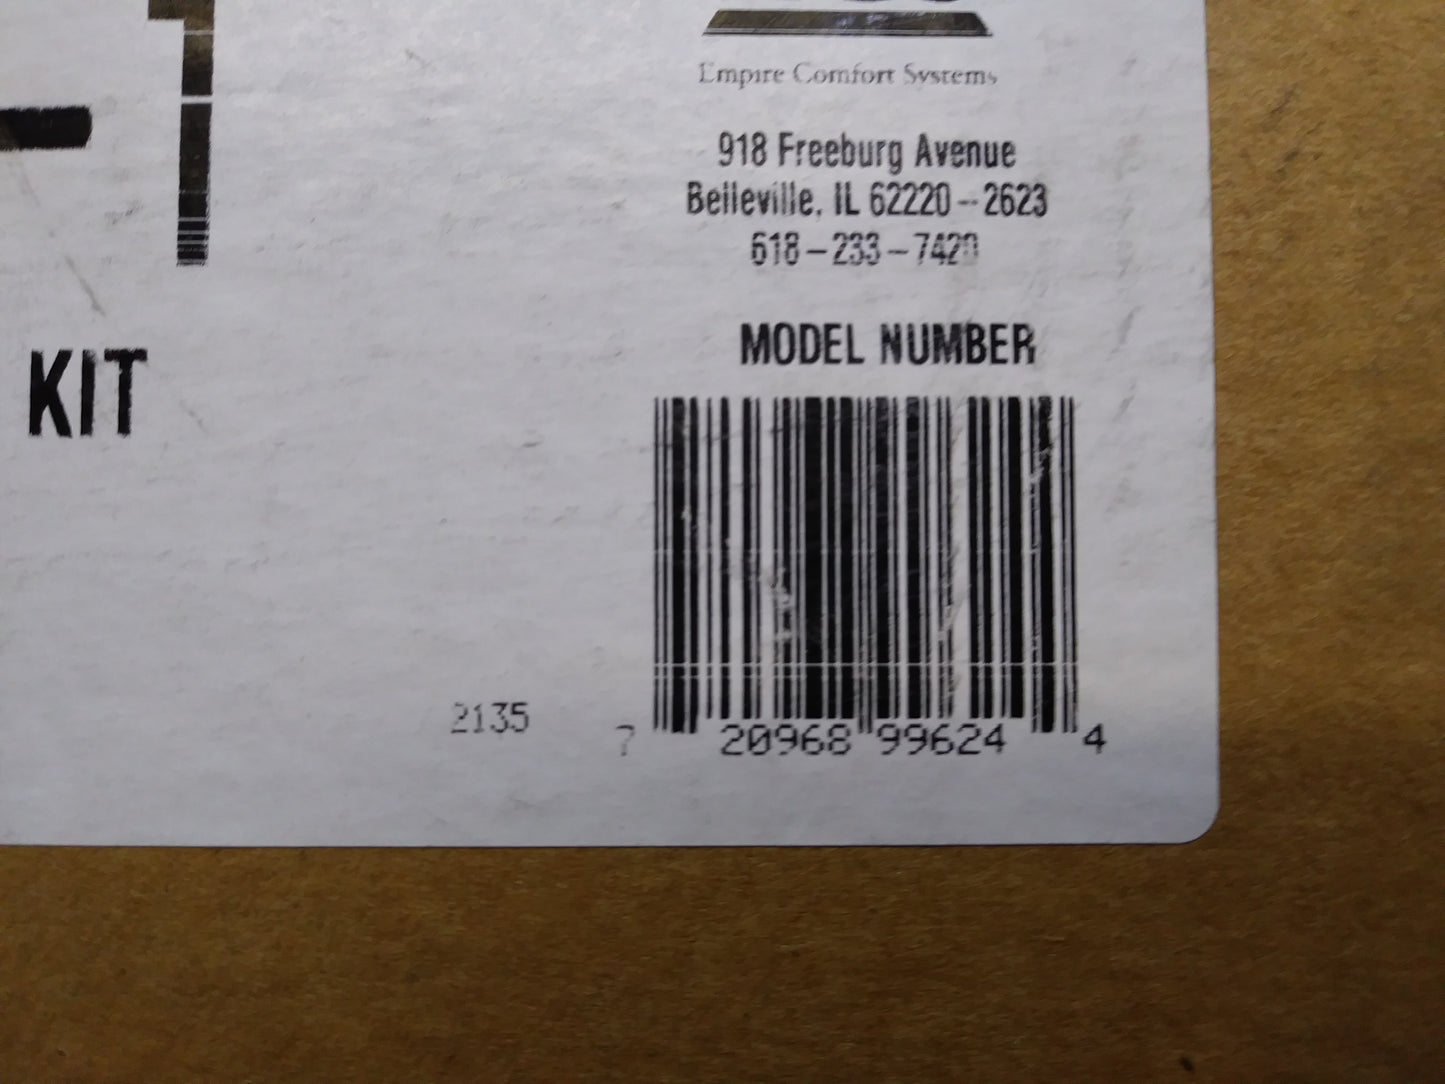 -1
Empire Comfort Systems
918 Freeburg Avenue
Belleville, IL 62220-2623
618-233-7420
MODEL NUMBER
KIT
2135
7 20968 99624 4